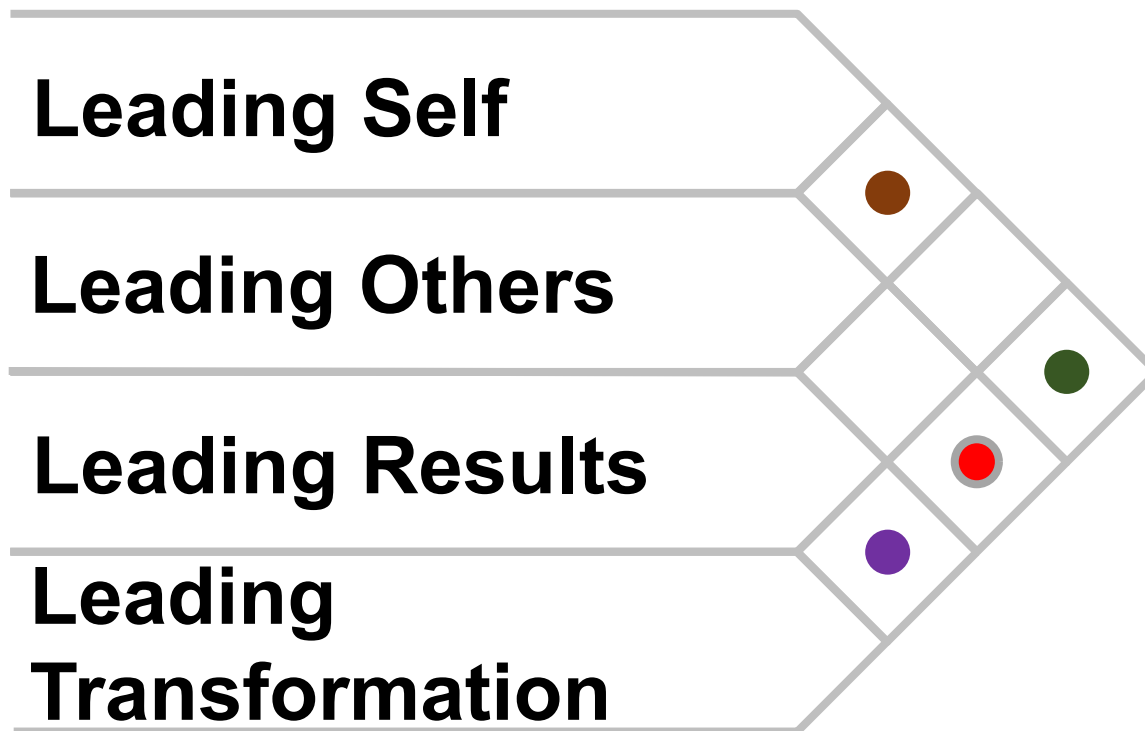 Leading Self
Leading Others
Leading Results
Leading
Transformation